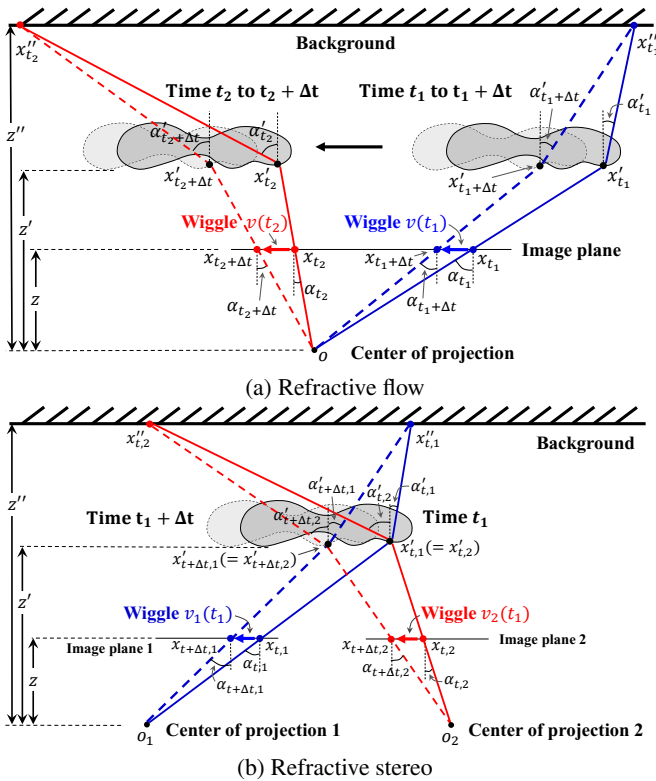 Background
x''_{t_2}
x''_{t_1}
Time t_2 to t_2 + Δt
Time t_1 to t_1 + Δt
α'_{t_2+Δt}
α'_{t_2}
α'_{t_1+Δt}
α'_{t_1}
z''
x'_{t_2+Δt}
x'_{t_2}
x'_{t_1+Δt}
x'_{t_1}
z'
Wiggle v(t_2)
Wiggle v(t_1)
x_{t_2+Δt}
x_{t_2}
x_{t_1+Δt}
x_{t_1}
Image plane
z
α_{t_2+Δt}
α_{t_2}
α_{t_1+Δt}
α_{t_1}
o
Center of projection
(a) Refractive flow
x''_{t,2}
x''_{t,1}
Background
z''
α'_{t+Δt,1}
α'_{t,2}
α'_{t,1}
Time t_1 + Δt
α'_{t+Δt,2}
Time t_1
x'_{t+Δt,1}(= x'_{t+Δt,2})
x'_{t,1}(= x'_{t,2})
z'
Wiggle v_1(t_1)
Wiggle v_2(t_1)
Image plane 1
x_{t+Δt,1}
x_{t,1}
x_{t+Δt,2}
x_{t,2}
Image plane 2
z
α_{t+Δt,1}
α_{t,1}
α_{t+Δt,2}
α_{t,2}
o_1
Center of projection 1
o_2
Center of projection 2
(b) Refractive stereo